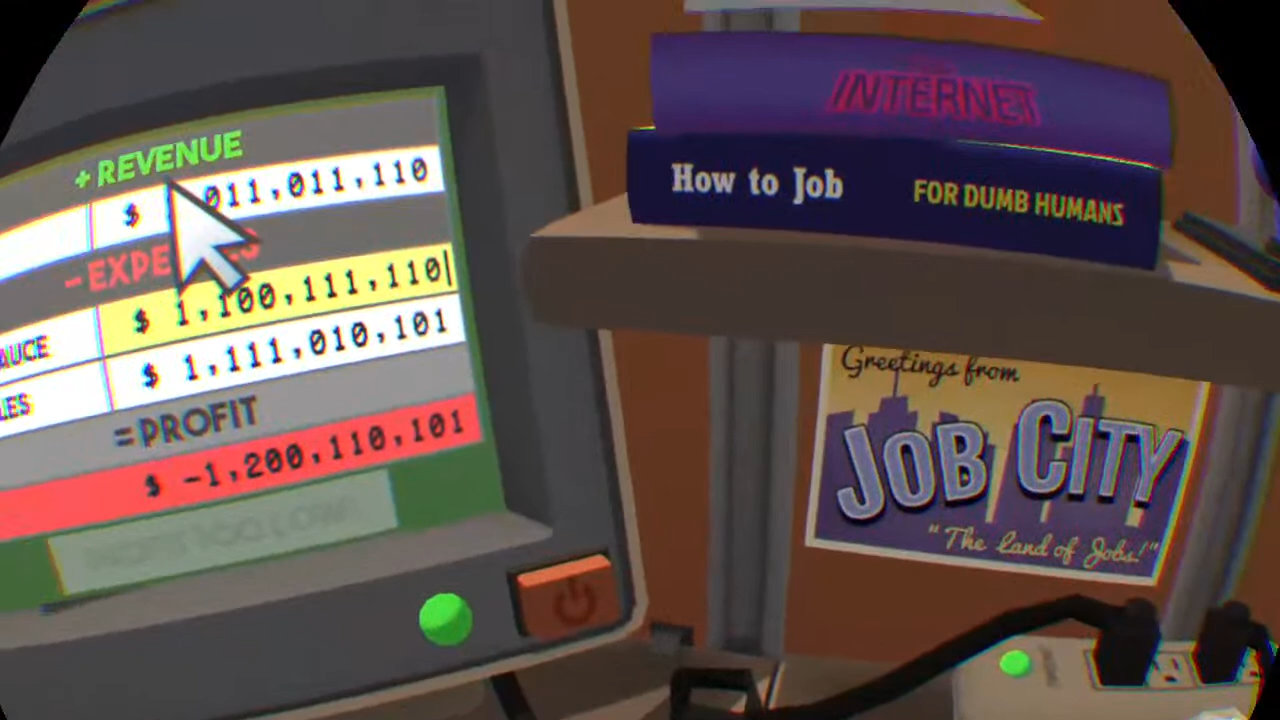 + REVENUE
$ 011,011,110
- EXPE S
$ 1,100,111,110
AUCE
$ 1,111,010,101
LES
= PROFIT
$ -1,200,110,101
INTERNET
How to Job FOR DUMB HUMANS
Greetings from
JOB CITY
"The land of Jobs!"